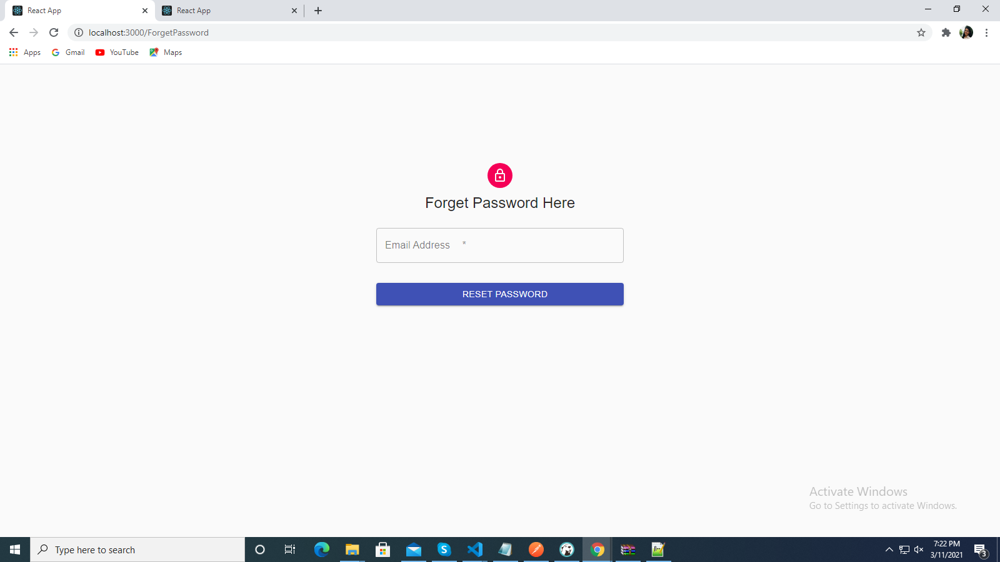 React App
React App
localhost:3000/ForgetPassword
Apps
Gmail
YouTube
Maps
Forget Password Here
Email Address *
RESET PASSWORD
Activate Windows
Go to Settings to activate Windows.
Type here to search
7:22 PM
3/11/2021
3